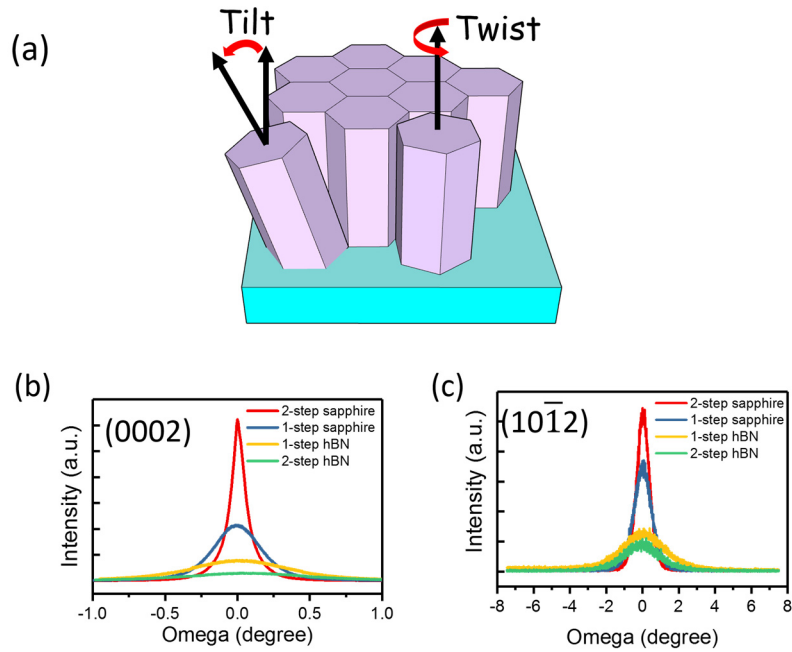 (a)
Tilt
Twist
(b)
(0002)
2-step sapphire
1-step sapphire
1-step hBN
2-step hBN
Intensity (a.u.)
-1.0 -0.5 0.0 0.5 1.0
Omega (degree)
(c)
(101̅2)
2-step sapphire
1-step sapphire
1-step hBN
2-step hBN
Intensity (a.u.)
-8 -6 -4 -2 0 2 4 6 8
Omega (degree)